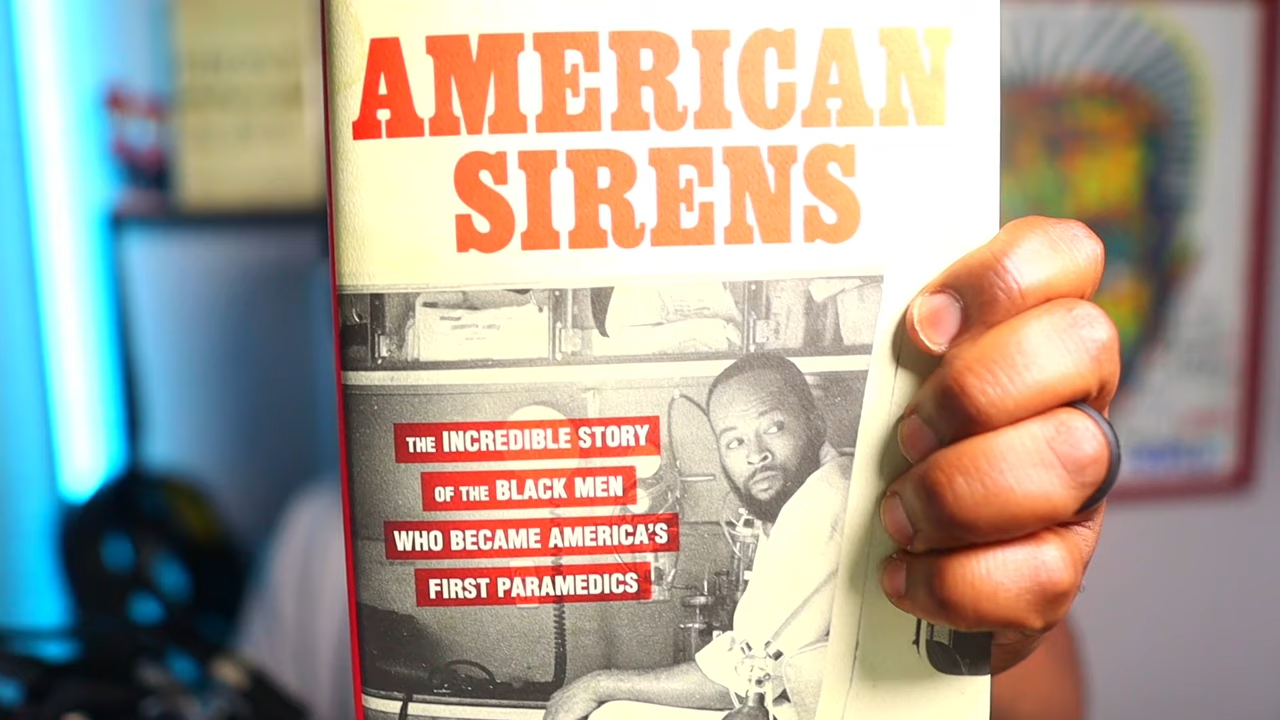 AMERICAN
SIRENS
THE INCREDIBLE STORY
OF THE BLACK MEN
WHO BECAME AMERICA'S
FIRST PARAMEDICS